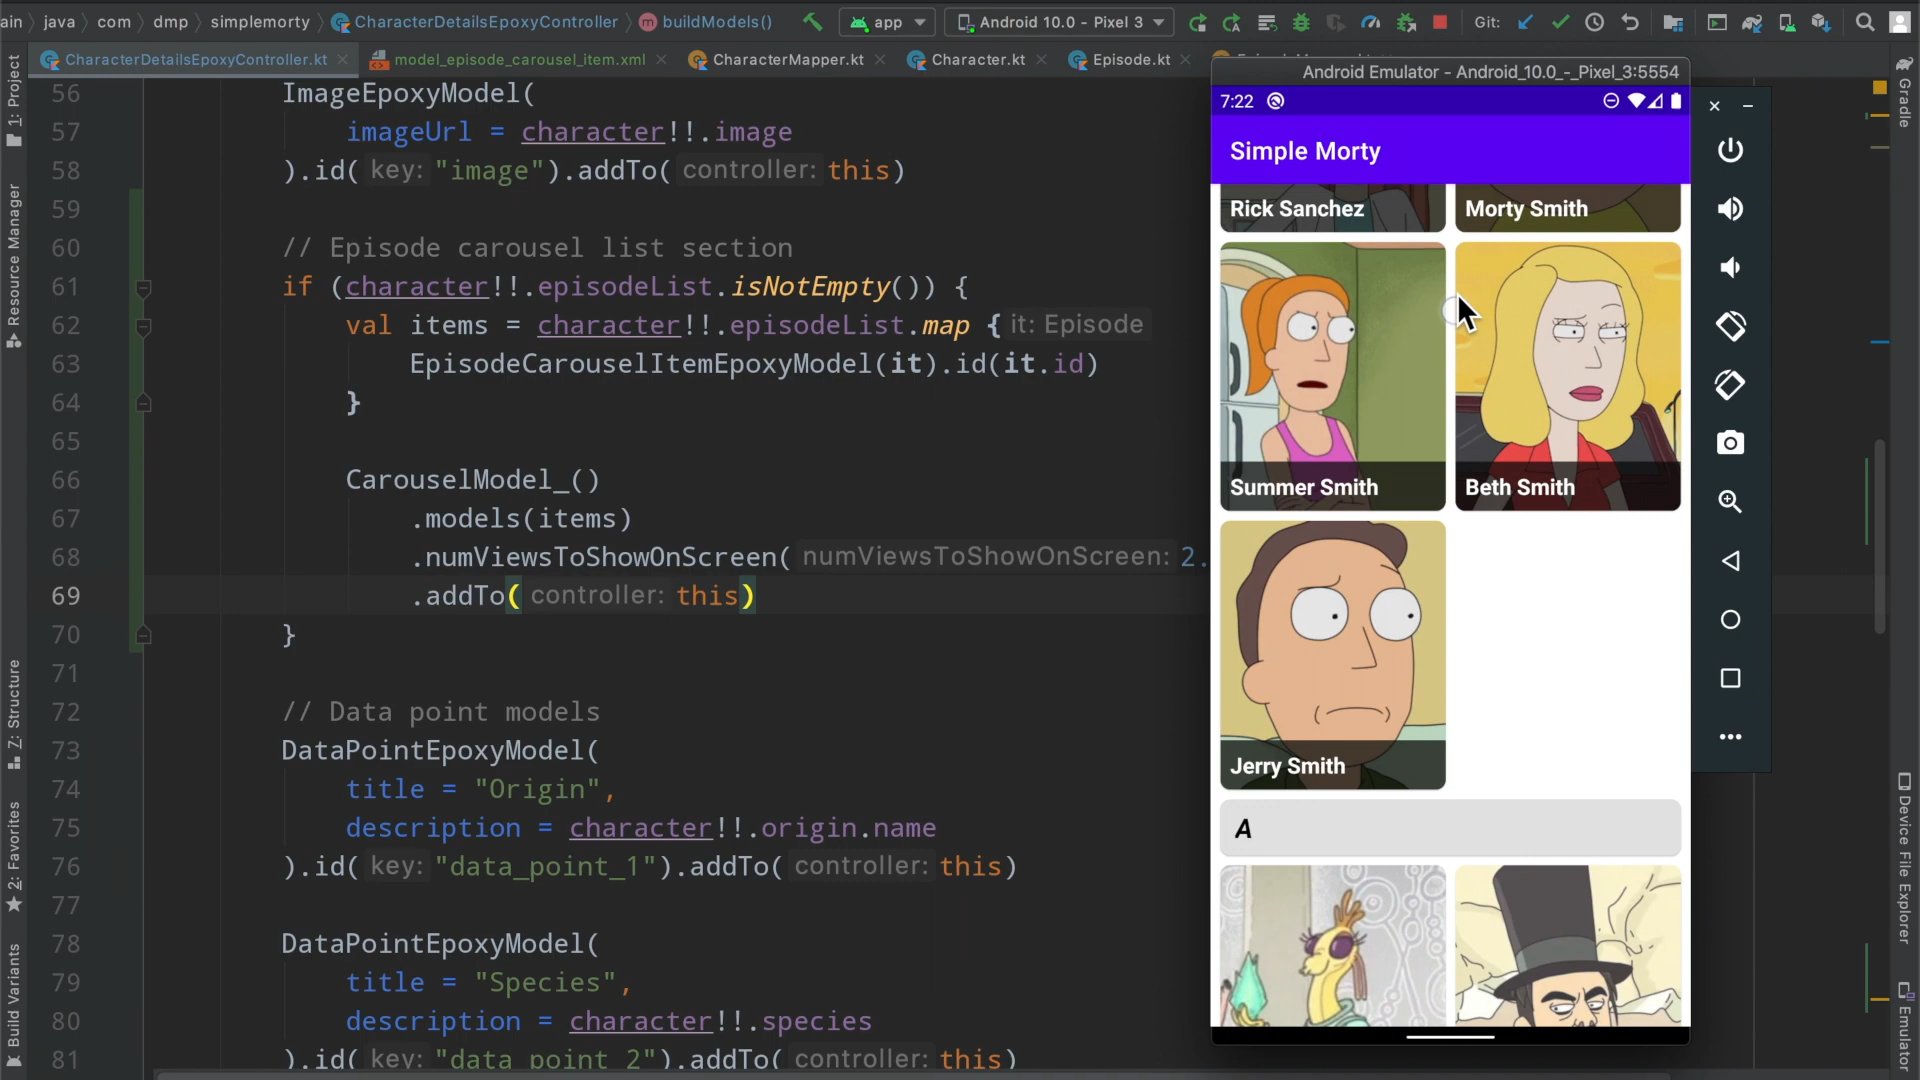 ain
java
com
dmp
simplemorty
CharacterDetailsEpoxyController
buildModels()
app
Android 10.0 - Pixel 3
Git:
CharacterDetailsEpoxyController.kt
model_episode_carousel_item.xml
CharacterMapper.kt
Character.kt
Episode.kt
1: Project
Resource Manager
Z: Structure
2: Favorites
Build Variants
56 ImageEpoxyModel(
57 imageUrl = character!!.image
58 ).id( key: "image").addTo( controller: this)
59
60 // Episode carousel list section
61 if (character!!.episodeList.isNotEmpty()) {
62 val items = character!!.episodeList.map { it: Episode
63 EpisodeCarouselItemEpoxyModel(it).id(it.id)
64 }
65
66 CarouselModel_()
67 .models(items)
68 .numViewsToShowOnScreen( numViewsToShowOnScreen: 2.
69 .addTo( controller: this)
70 }
71
72 // Data point models
73 DataPointEpoxyModel(
74 title = "Origin",
75 description = character!!.origin.name
76 ).id( key: "data_point_1").addTo( controller: this)
77
78 DataPointEpoxyModel(
79 title = "Species",
80 description = character!!.species
81 ).id( key: "data_point_2").addTo( controller: this)
Android Emulator - Android_10.0_-_Pixel_3:5554
7:22
Simple Morty
Rick Sanchez
Morty Smith
Summer Smith
Beth Smith
Jerry Smith
A
Gradle
Device File Explorer
Emulator